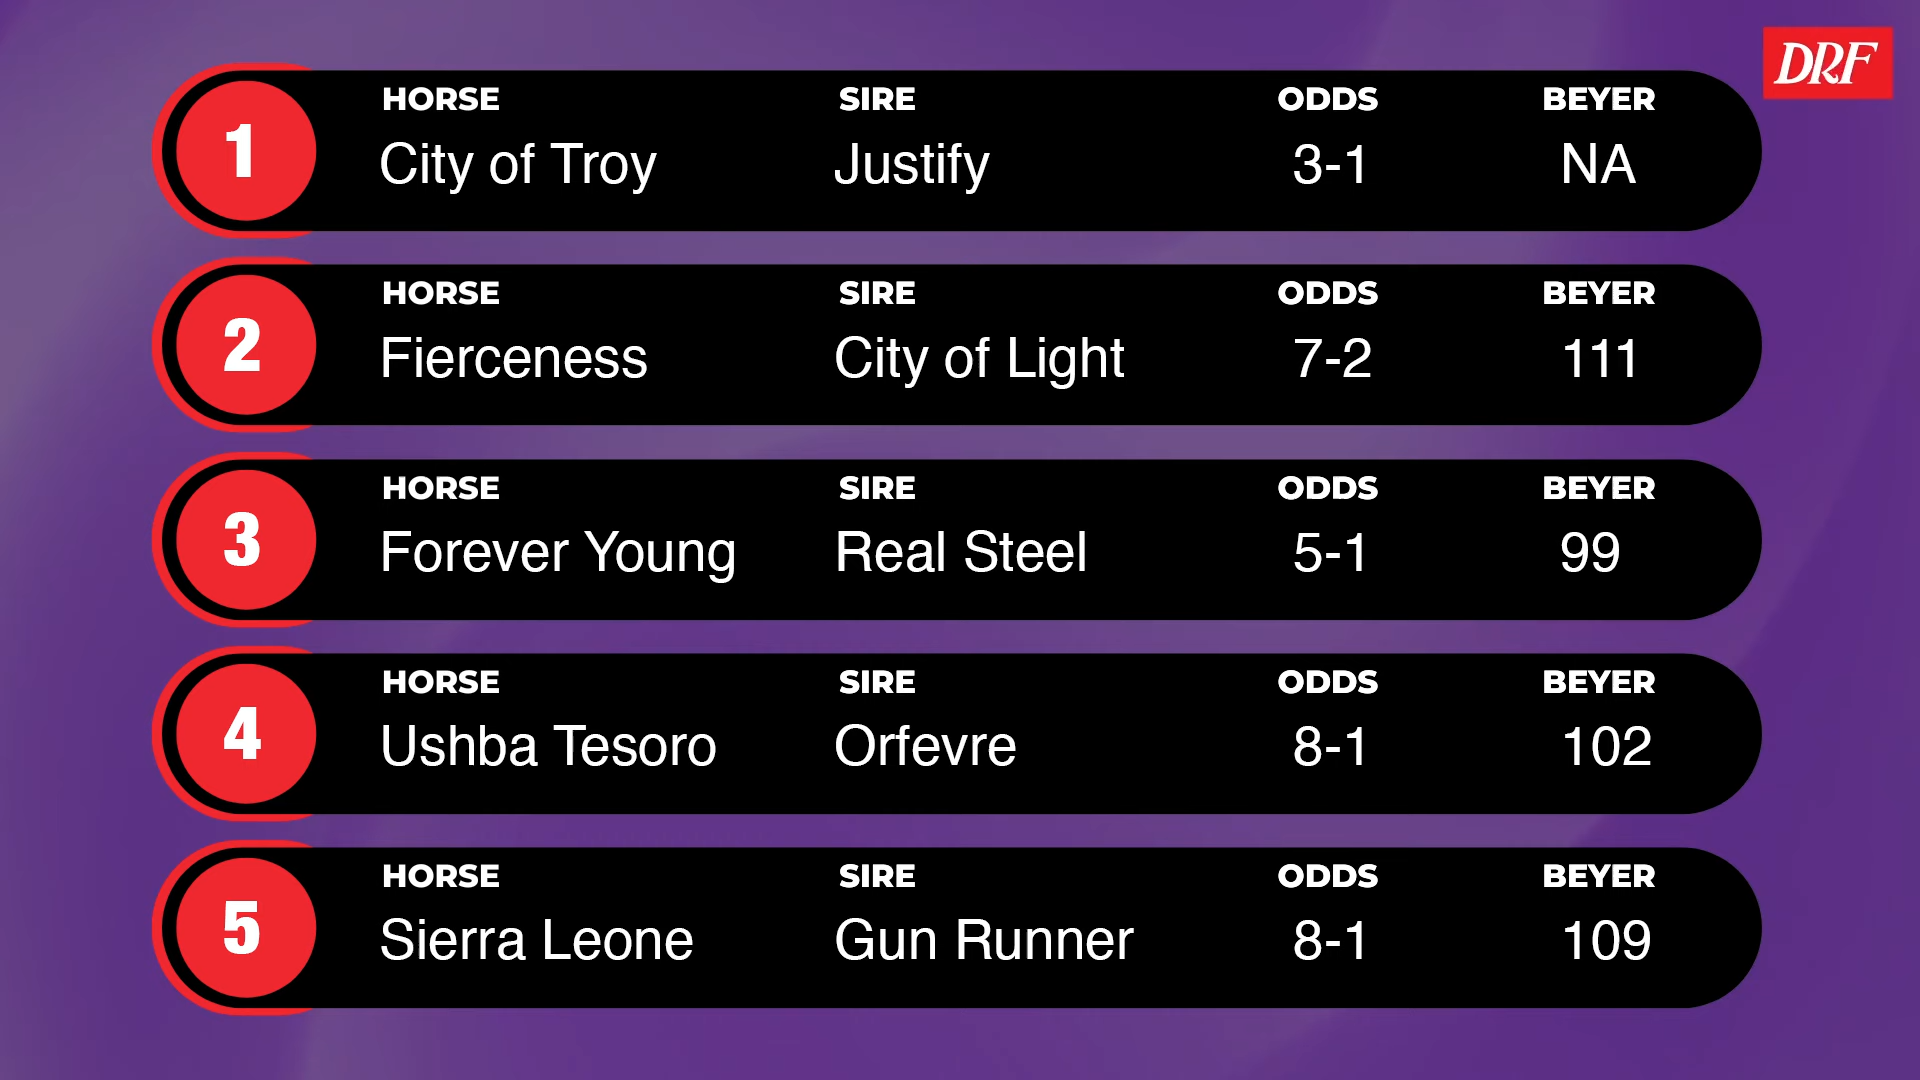 DRF
HORSE SIRE ODDS BEYER
1 City of Troy Justify 3-1 NA
HORSE SIRE ODDS BEYER
2 Fierceness City of Light 7-2 111
HORSE SIRE ODDS BEYER
3 Forever Young Real Steel 5-1 99
HORSE SIRE ODDS BEYER
4 Ushba Tesoro Orfevre 8-1 102
HORSE SIRE ODDS BEYER
5 Sierra Leone Gun Runner 8-1 109